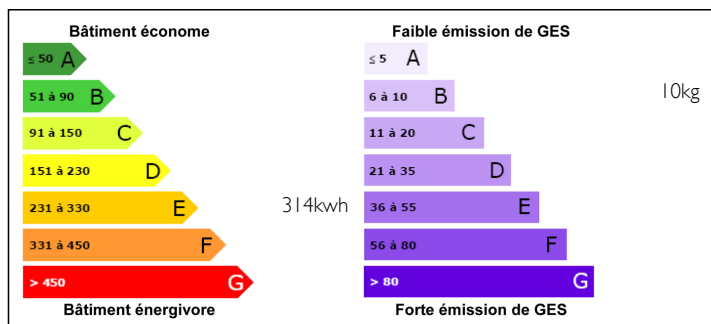 Bâtiment économe
≤ 50 A
51 à 90 B
91 à 150 C
151 à 230 D
231 à 330 E
314kwh
331 à 450 F
> 450 G
Bâtiment énergivore
Faible émission de GES
≤ 5 A
6 à 10 B
10kg
11 à 20 C
21 à 35 D
36 à 55 E
56 à 80 F
> 80 G
Forte émission de GES